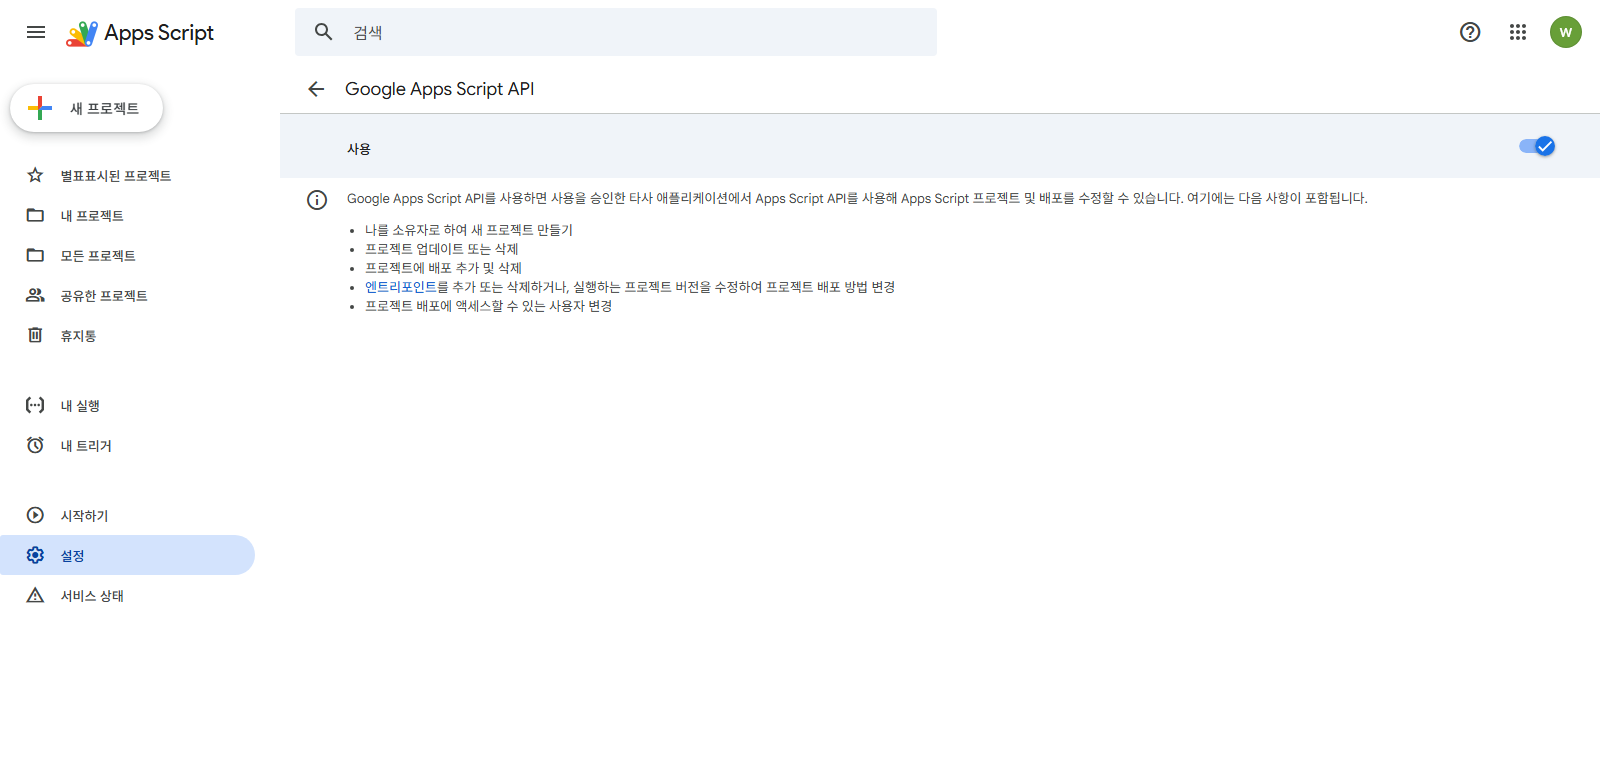 Apps Script
검색
W
새 프로젝트
별표표시된 프로젝트
내 프로젝트
모든 프로젝트
공유한 프로젝트
휴지통
내 실행
내 트리거
시작하기
설정
서비스 상태
Google Apps Script API
사용
Google Apps Script API를 사용하면 사용을 승인한 타사 애플리케이션에서 Apps Script API를 사용해 Apps Script 프로젝트 및 배포를 수정할 수 있습니다. 여기에는 다음 사항이 포함됩니다.
• 나를 소유자로 하여 새 프로젝트 만들기
• 프로젝트 업데이트 또는 삭제
• 프로젝트에 배포 추가 및 삭제
• 엔트리포인트를 추가 또는 삭제하거나, 실행하는 프로젝트 버전을 수정하여 프로젝트 배포 방법 변경
• 프로젝트 배포에 액세스할 수 있는 사용자 변경